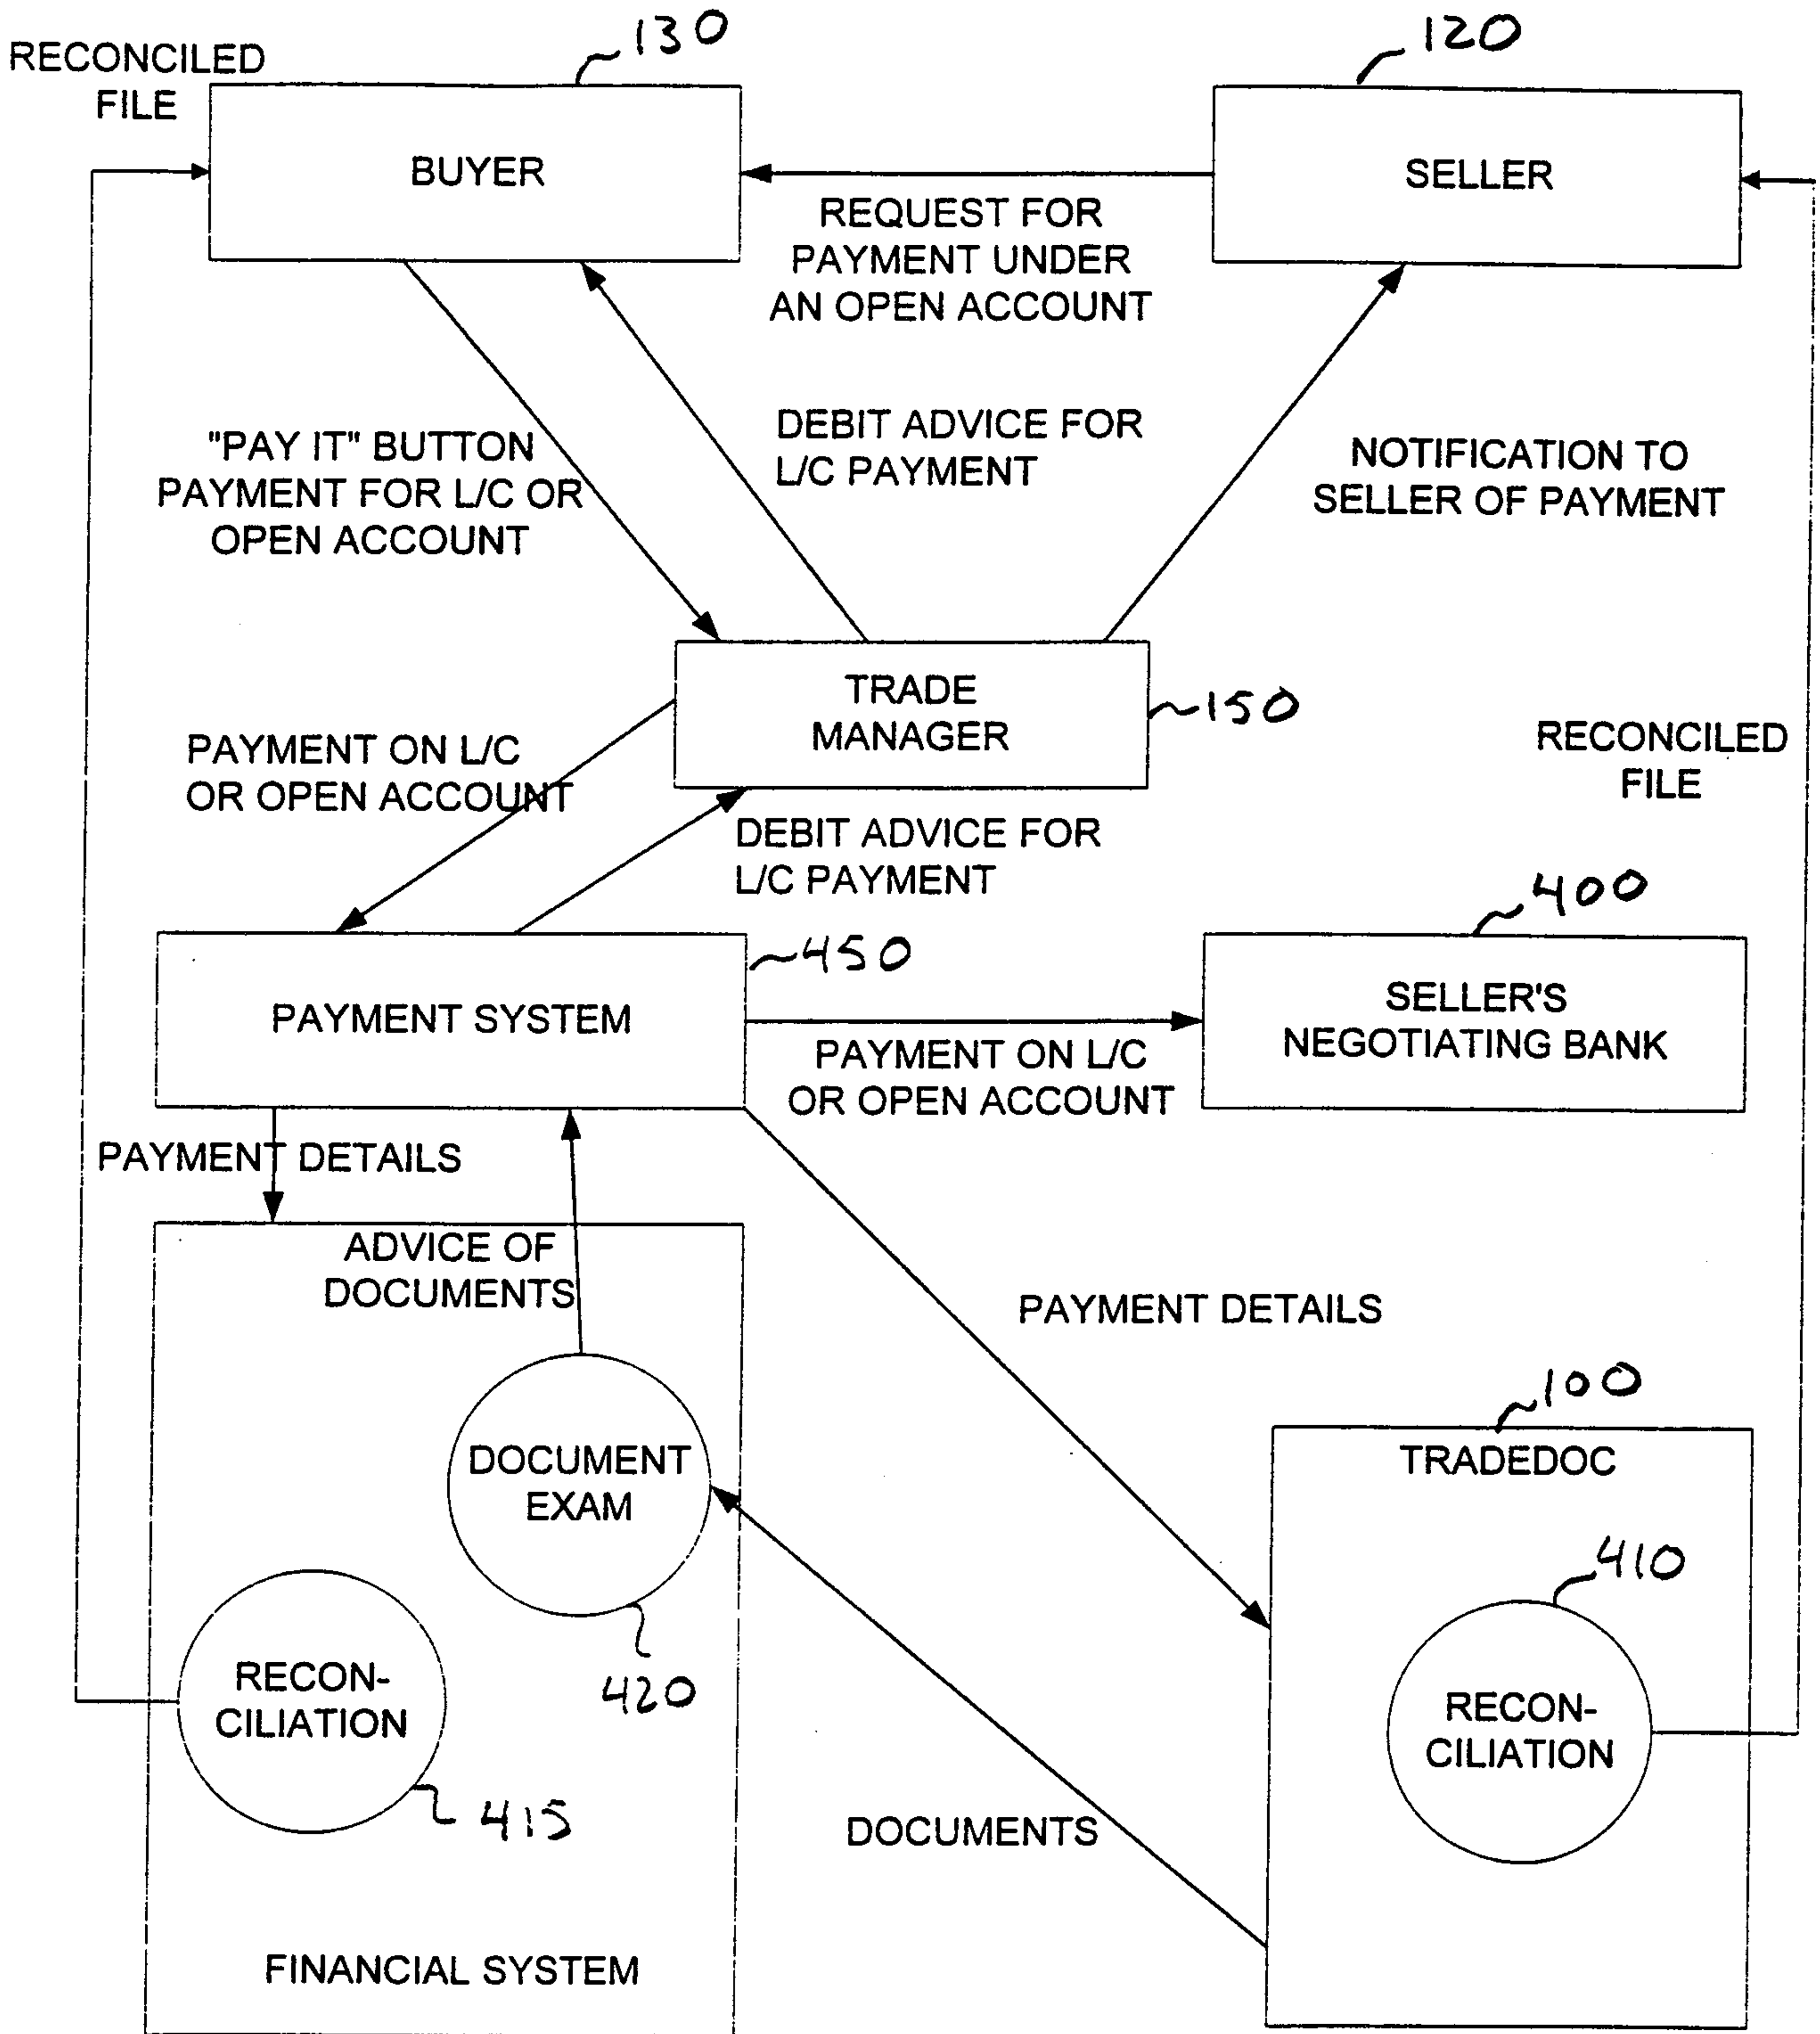 130
120
RECONCILED
FILE
BUYER
SELLER
REQUEST FOR
PAYMENT UNDER
AN OPEN ACCOUNT
"PAY IT" BUTTON
PAYMENT FOR L/C OR
OPEN ACCOUNT
DEBIT ADVICE FOR
L/C PAYMENT
NOTIFICATION TO
SELLER OF PAYMENT
TRADE
MANAGER
150
PAYMENT ON L/C
OR OPEN ACCOUNT
RECONCILED
FILE
DEBIT ADVICE FOR
L/C PAYMENT
400
450
PAYMENT SYSTEM
SELLER'S
NEGOTIATING BANK
PAYMENT ON L/C
OR OPEN ACCOUNT
PAYMENT DETAILS
ADVICE OF
DOCUMENTS
PAYMENT DETAILS
100
TRADEDOC
DOCUMENT
EXAM
410
420
RECON-
CILIATION
RECON-
CILIATION
415
DOCUMENTS
FINANCIAL SYSTEM